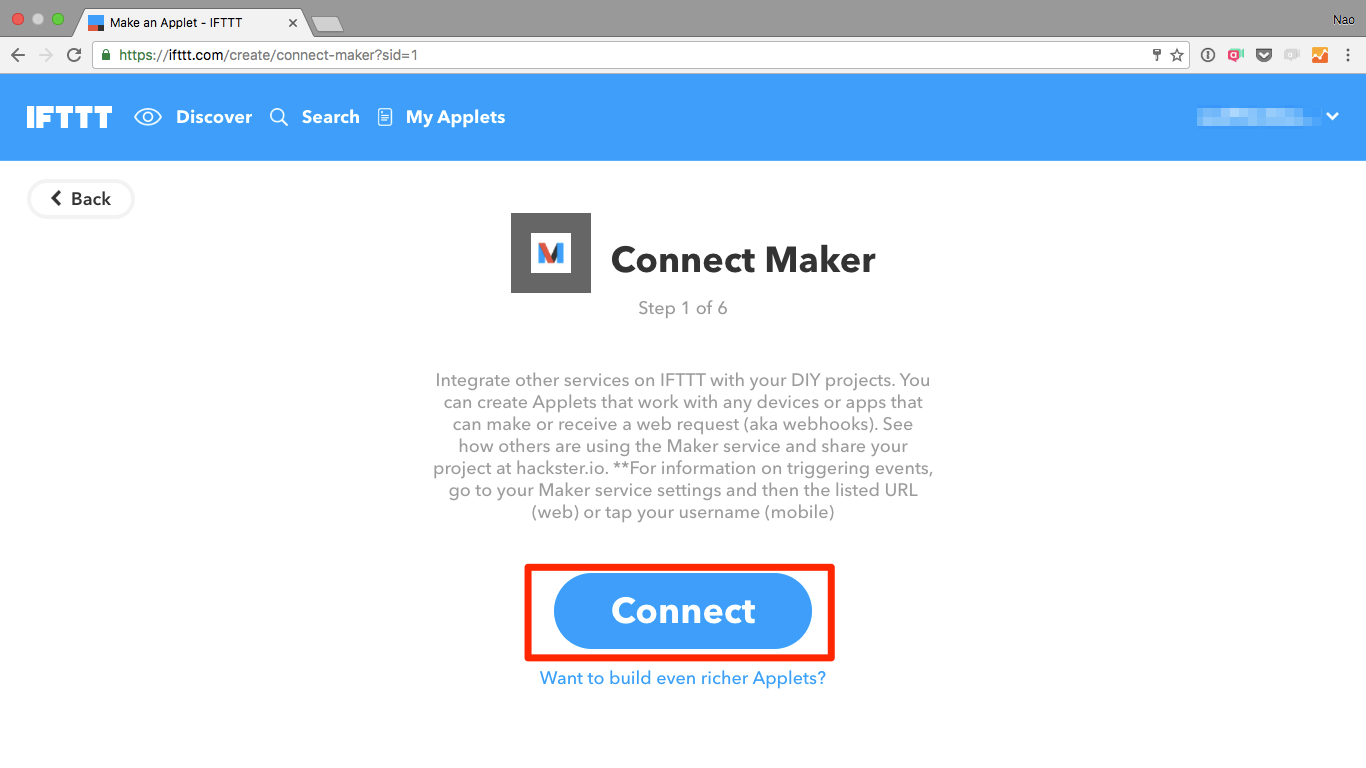 Make an Applet - IFTTT
Nao
https://ifttt.com/create/connect-maker?sid=1
IFTTT Discover Search My Applets
Back
M Connect Maker
Step 1 of 6
Integrate other services on IFTTT with your DIY projects. You
can create Applets that work with any devices or apps that
can make or receive a web request (aka webhooks). See
how others are using the Maker service and share your
project at hackster.io. **For information on triggering events,
go to your Maker service settings and then the listed URL
(web) or tap your username (mobile)
Connect
Want to build even richer Applets?